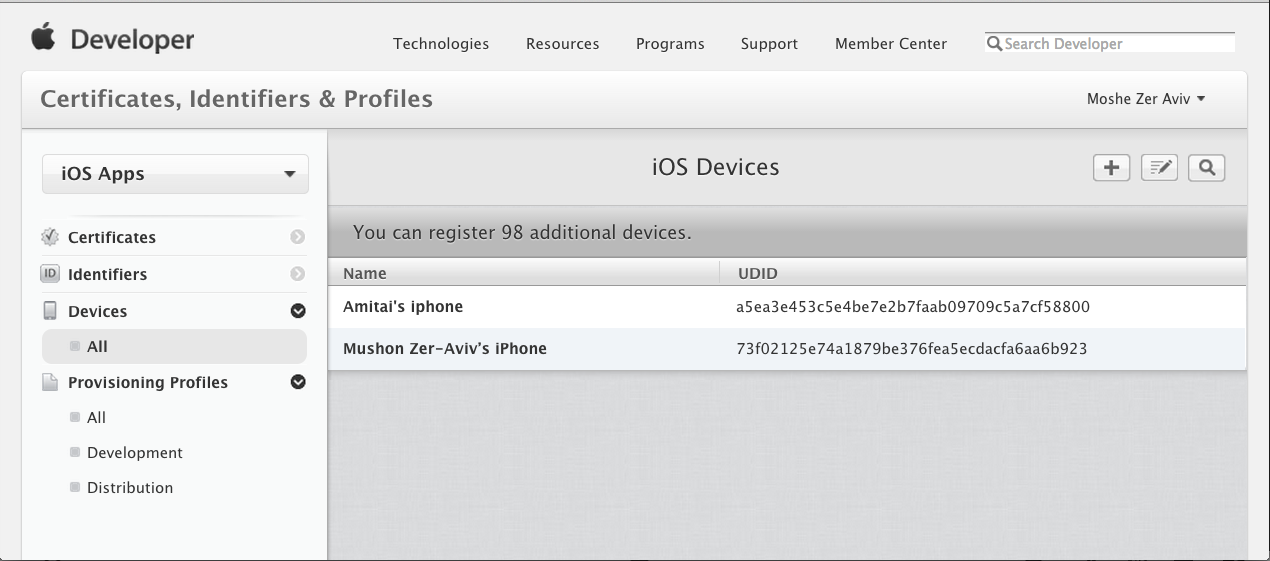 Developer
Technologies Resources Programs Support Member Center Search Developer
Certificates, Identifiers & Profiles
Moshe Zer Aviv
iOS Apps
iOS Devices
Certificates
You can register 98 additional devices.
ID Identifiers
Name UDID
Devices
Amitai's iphone a5ea3e453c5e4be7e2b7faab09709c5a7cf58800
All
Mushon Zer-Aviv’s iPhone 73f02125e74a1879be376fea5ecdacfa6aa6b923
Provisioning Profiles
All
Development
Distribution